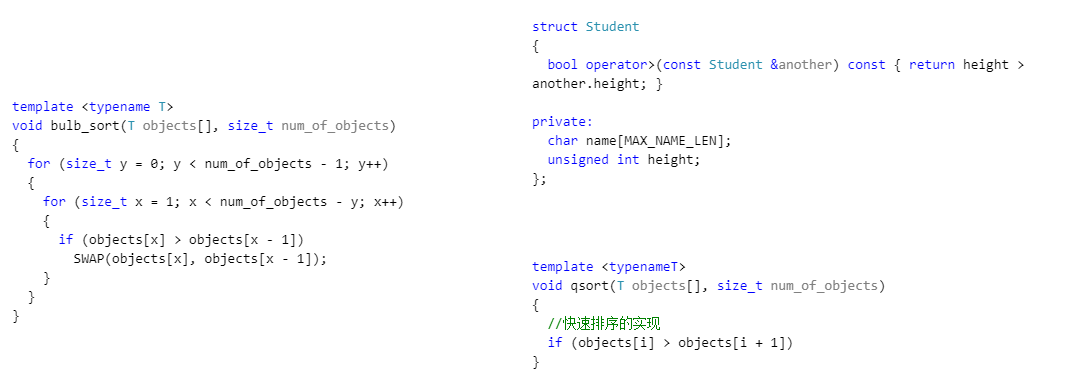 template <typename T>
void bulb_sort(T objects[], size_t num_of_objects)
{
  for (size_t y = 0; y < num_of_objects - 1; y++)
  {
    for (size_t x = 1; x < num_of_objects - y; x++)
    {
      if (objects[x] > objects[x - 1])
        SWAP(objects[x], objects[x - 1]);
    }
  }
}
struct Student
{
  bool operator>(const Student &another) const { return height >
another.height; }
private:
  char name[MAX_NAME_LEN];
  unsigned int height;
};
template <typenameT>
void qsort(T objects[], size_t num_of_objects)
{
  //快速排序的实现
  if (objects[i] > objects[i + 1])
}